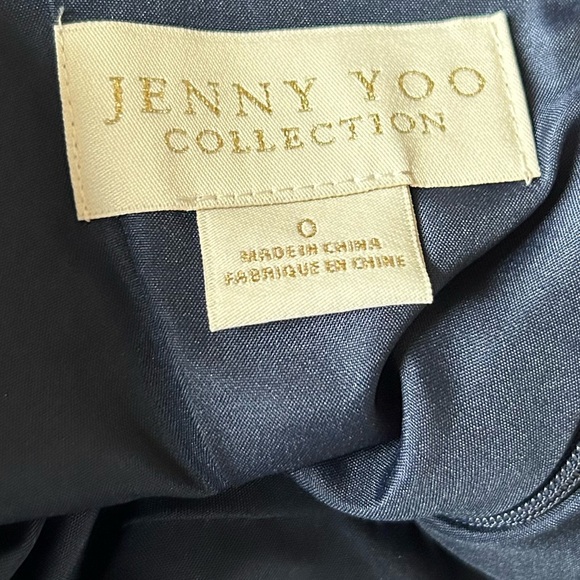 JENNY YOO
COLLECTION
0
MADE IN CHINA
FABRIQUE EN CHINE